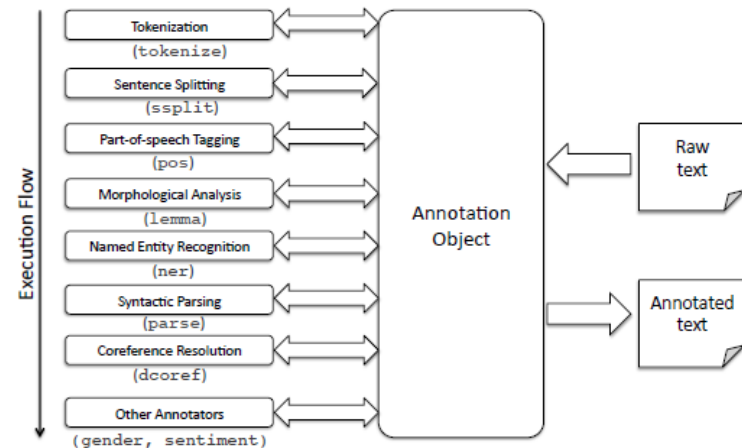 Execution Flow
Tokenization
(tokenize)
Sentence Splitting
(ssplit)
Part-of-speech Tagging
(pos)
Morphological Analysis
(lemma)
Named Entity Recognition
(ner)
Syntactic Parsing
(parse)
Coreference Resolution
(dcoref)
Other Annotators
(gender, sentiment)
Annotation
Object
Raw
text
Annotated
text